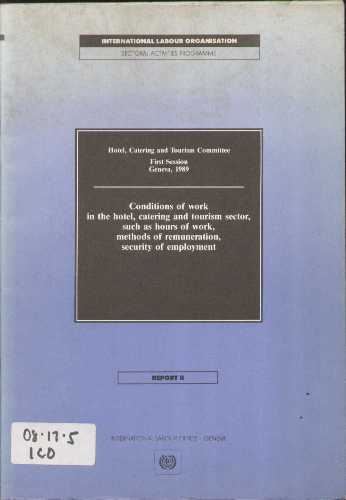 INTERNATIONAL LABOUR ORGANISATION
SECTORAL ACTIVITIES PROGRAMME
Hotel, Catering and Tourism Committee
First Session
Geneva, 1989
Conditions of work
in the hotel, catering and tourism sector,
such as hours of work,
methods of remuneration,
security of employment
REPORT II
INTERNATIONAL LABOUR OFFICE GENEVA
08·17·5
ICO